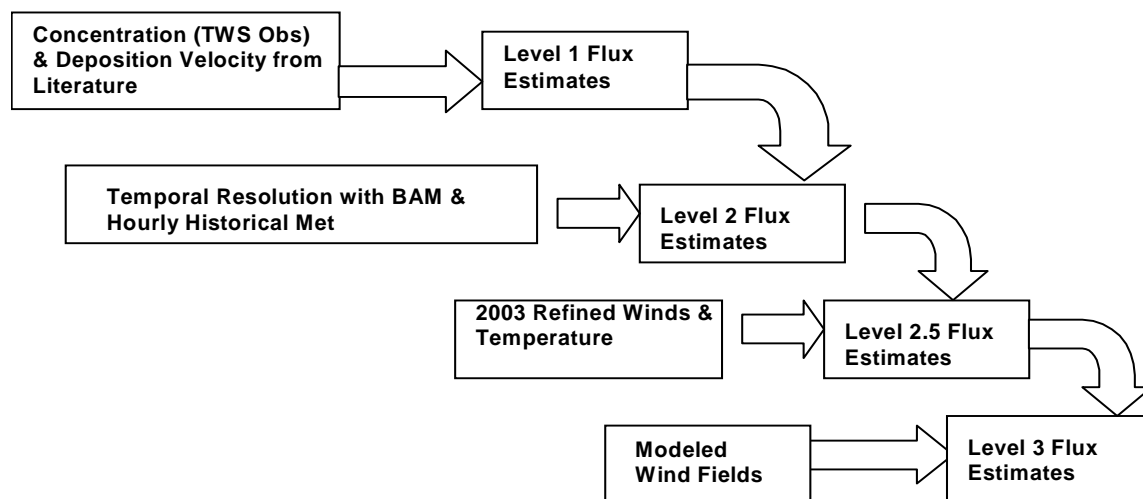 Concentration (TWS Obs)
& Deposition Velocity from
Literature
Level 1 Flux
Estimates
Temporal Resolution with BAM &
Hourly Historical Met
Level 2 Flux
Estimates
2003 Refined Winds &
Temperature
Level 2.5 Flux
Estimates
Modeled
Wind Fields
Level 3 Flux
Estimates